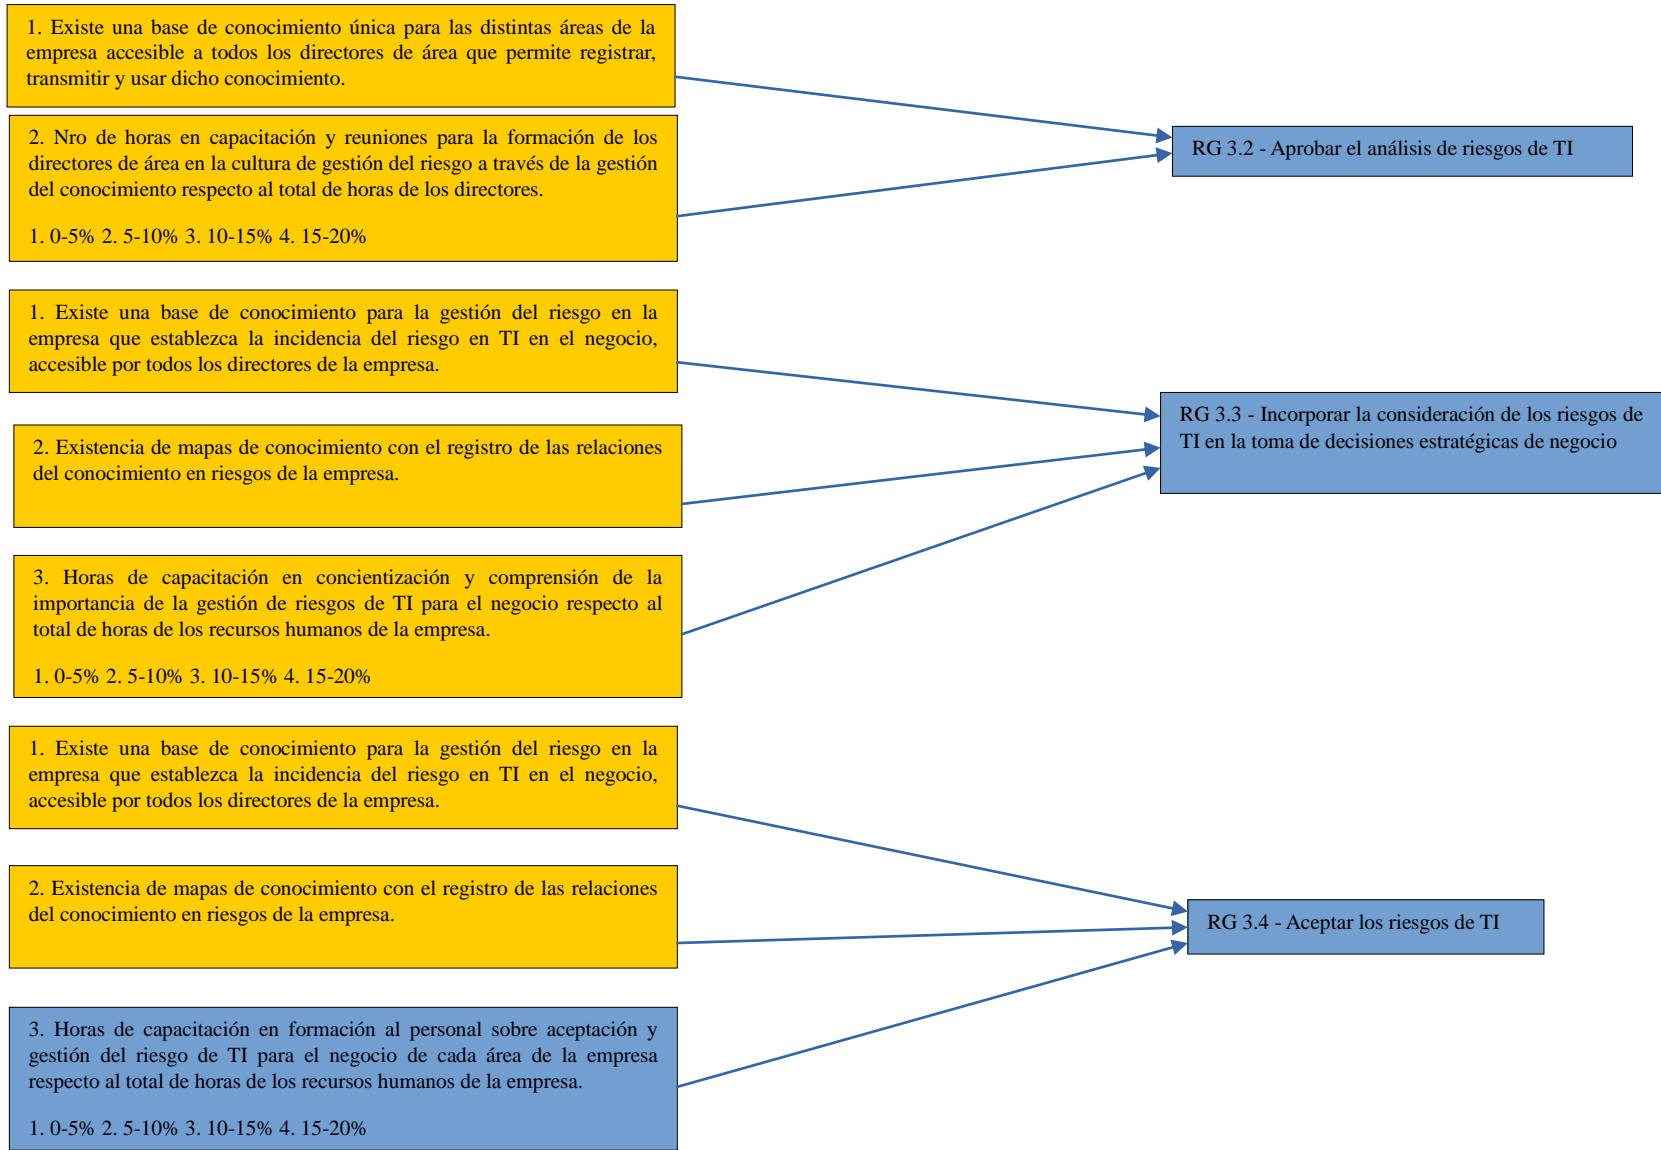 1. Existe una base de conocimiento única para las distintas áreas de la
empresa accesible a todos los directores de área que permite registrar,
transmitir y usar dicho conocimiento.
2. Nro de horas en capacitación y reuniones para la formación de los
directores de área en la cultura de gestión del riesgo a través de la gestión
del conocimiento respecto al total de horas de los directores.
1. 0-5% 2. 5-10% 3. 10-15% 4. 15-20%
RG 3.2 - Aprobar el análisis de riesgos de TI
1. Existe una base de conocimiento para la gestión del riesgo en la
empresa que establezca la incidencia del riesgo en TI en el negocio,
accesible por todos los directores de la empresa.
2. Existencia de mapas de conocimiento con el registro de las relaciones
del conocimiento en riesgos de la empresa.
3. Horas de capacitación en concientización y comprensión de la
importancia de la gestión de riesgos de TI para el negocio respecto al
total de horas de los recursos humanos de la empresa.
1. 0-5% 2. 5-10% 3. 10-15% 4. 15-20%
RG 3.3 - Incorporar la consideración de los riesgos de
TI en la toma de decisiones estratégicas de negocio
1. Existe una base de conocimiento para la gestión del riesgo en la
empresa que establezca la incidencia del riesgo en TI en el negocio,
accesible por todos los directores de la empresa.
2. Existencia de mapas de conocimiento con el registro de las relaciones
del conocimiento en riesgos de la empresa.
3. Horas de capacitación en formación al personal sobre aceptación y
gestión del riesgo de TI para el negocio de cada área de la empresa
respecto al total de horas de los recursos humanos de la empresa.
1. 0-5% 2. 5-10% 3. 10-15% 4. 15-20%
RG 3.4 - Aceptar los riesgos de TI